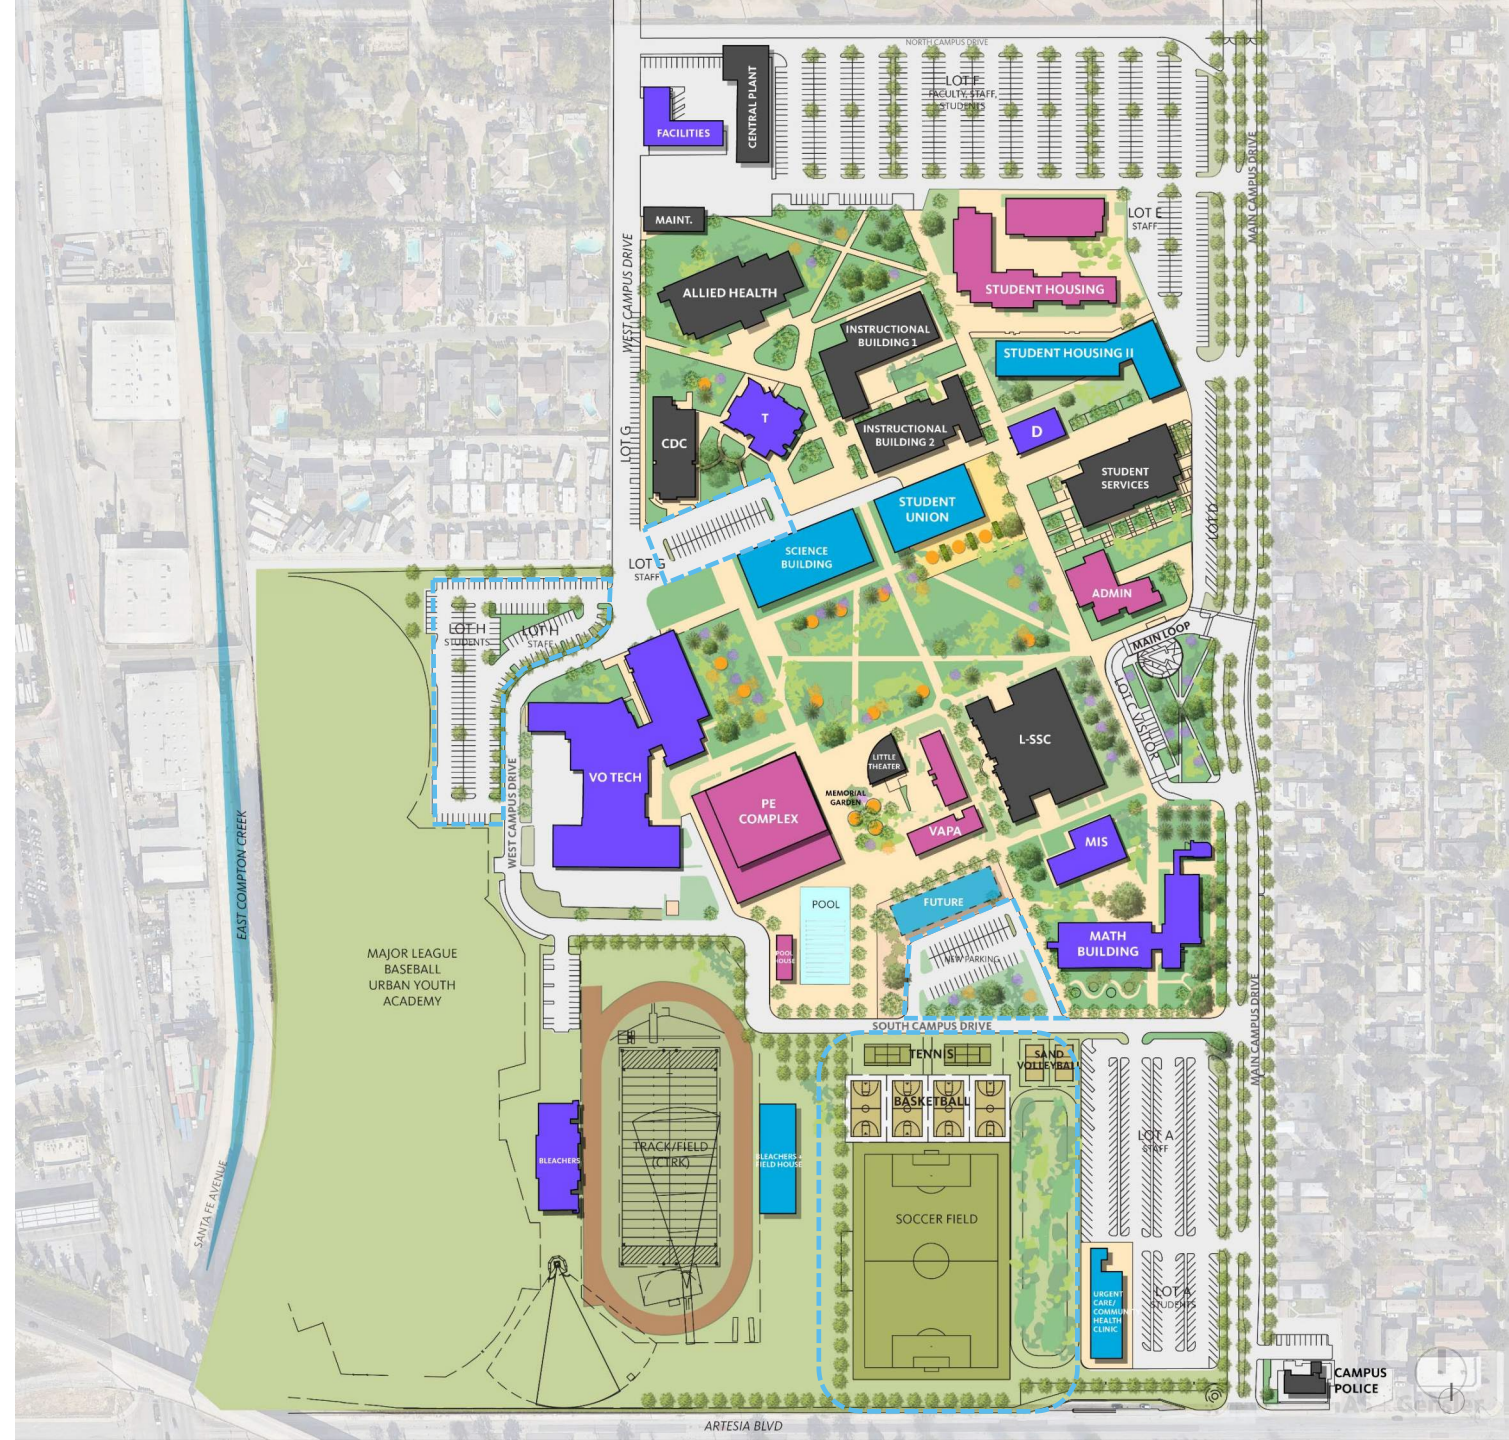 NORTH CAMPUS DRIVE
LOT F
FACULTY, STAFF,
STUDENTS
CENTRAL PLANT
FACILITIES
MAIN CAMPUS DRIVE
MAINT.
LOT E
STAFF
WEST CAMPUS DRIVE
ALLIED HEALTH
STUDENT HOUSING
INSTRUCTIONAL
BUILDING 1
STUDENT HOUSING II
T
D
CDC
LOT G
INSTRUCTIONAL
BUILDING 2
STUDENT
SERVICES
STUDENT
UNION
LOT D
SCIENCE
BUILDING
LOT G
STAFF
ADMIN
LOT H
STUDENTS
LOT H
STAFF
MAIN LOOP
LOT C VISITOR
L-SSC
LITTLE
THEATER
VO TECH
PE
COMPLEX
MEMORIAL
GARDEN
VAPA
MIS
WEST CAMPUS DRIVE
EAST COMPTON CREEK
POOL
FUTURE
MATH
BUILDING
POOL
HOUSE
NEW PARKING
MAJOR LEAGUE
BASEBALL
URBAN YOUTH
ACADEMY
SOUTH CAMPUS DRIVE
MAIN CAMPUS DRIVE
TENNIS
SAND
VOLLEYBALL
BASKETBALL
TRACK/FIELD
(CTRK)
BLEACHERS
BLEACHERS +
FIELD HOUSE
LOT A
STAFF
SOCCER FIELD
SANTA FE AVENUE
URGENT
CARE/
COMMUN
HEALTH
CLINIC
LOT A
STUDENTS
CAMPUS
POLICE
ARTESIA BLVD